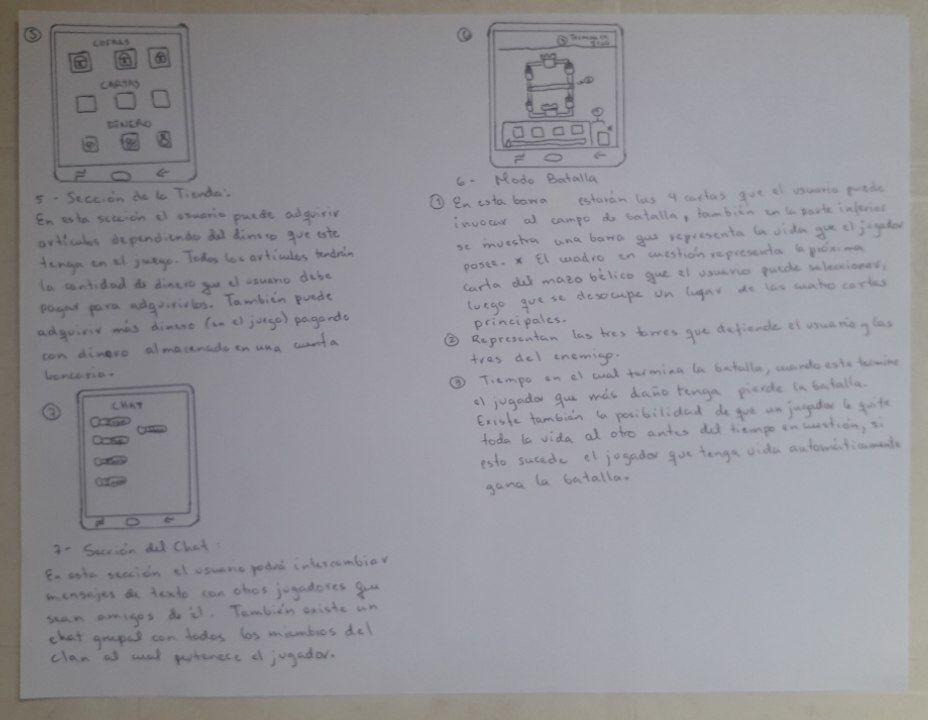 5
COFRES
CARTAS
DINERO
5 - Sección de la Tienda:
En esta sección el usuario puede adquirir
artículos dependiendo del dinero que este
tenga en el juego. Todos los artículos tendrán
la cantidad de dinero que el usuario debe
pagar para adquirirlos. También puede
adquirir más dinero (en el juego) pagando
con dinero almacenado en una cuenta
bancaria.
7
CHAT
7- Sección del Chat:
En esta sección el usuario podrá intercambiar
mensajes de texto con otros jugadores que
sean amigos de él. También existe un
chat grupal con todos los miembros del
clan al cual pertenece el jugador.
6
3 Termina en
2
1
*
6- Modo Batalla
1 En esta barra estarán las 4 cartas que el usuario puede
invocar al campo de batalla, también en la parte inferior
se muestra una barra que representa la vida que el jugador
posee. * El cuadro en cuestión representa la próxima
carta del mazo bélico que el usuario puede seleccionar,
luego que se desocupe un lugar de las cuatro cartas
principales.
2 Representan las tres torres que defiende el usuario y las
tres del enemigo.
3 Tiempo en el cual termina la batalla, cuando este termine
el jugador que más daño tenga pierde la batalla.
Existe también la posibilidad de que un jugador le quite
toda la vida al otro antes del tiempo en cuestión, si
esto sucede el jugador que tenga vida automáticamente
gana la batalla.